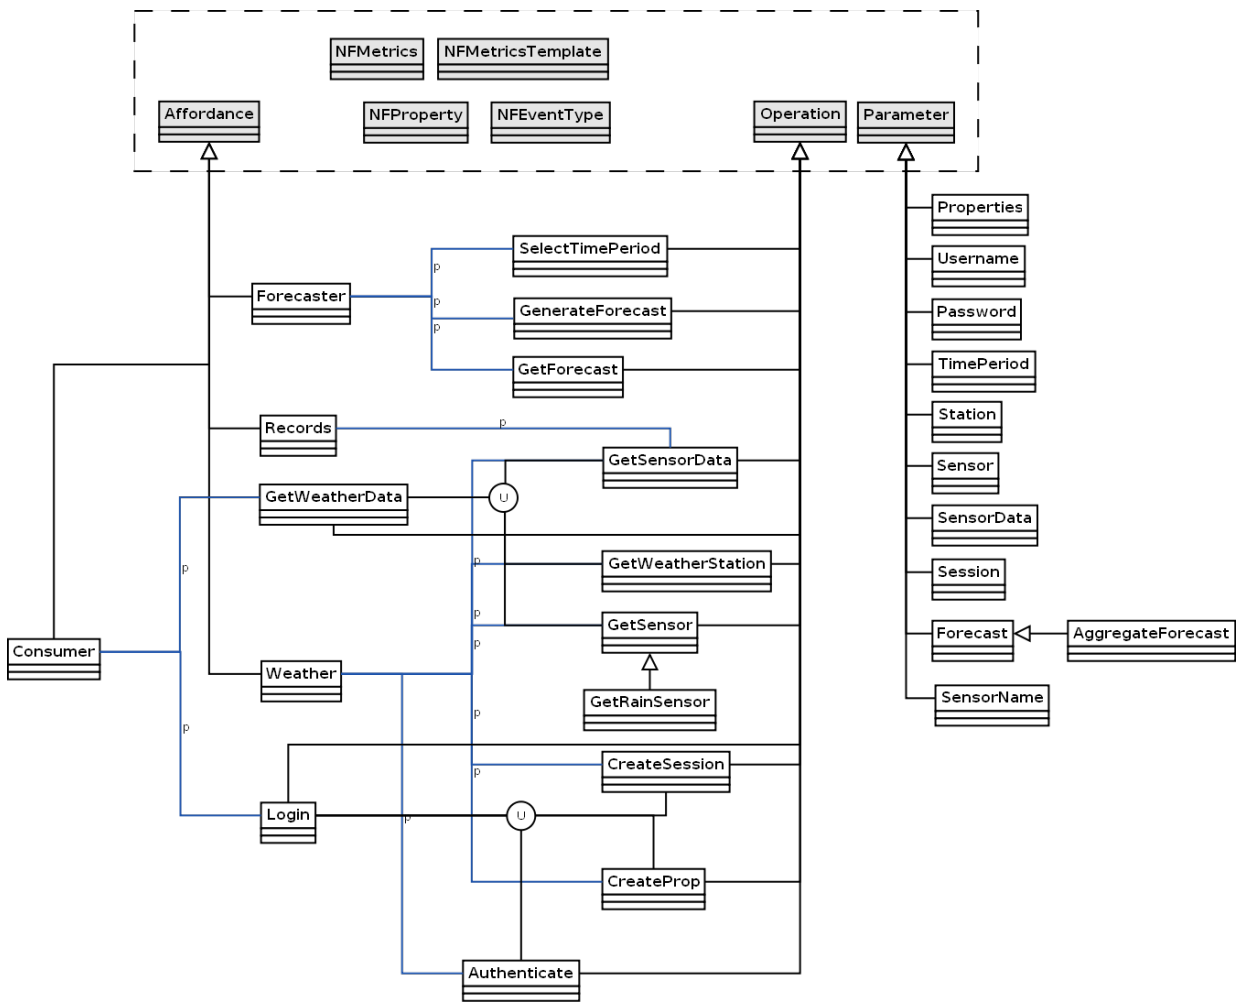 NFMetrics
NFMetricsTemplate
Affordance
NFProperty
NFEventType
Operation
Parameter
Properties
SelectTimePeriod
Username
p
Forecaster
p
GenerateForecast
Password
p
GetForecast
TimePeriod
Station
Records
p
GetSensorData
Sensor
GetWeatherData
U
SensorData
p
GetWeatherStation
p
Session
p
GetSensor
Forecast
AggregateForecast
Consumer
p
Weather
GetRainSensor
SensorName
p
p
CreateSession
p
Login
p
U
CreateProp
Authenticate